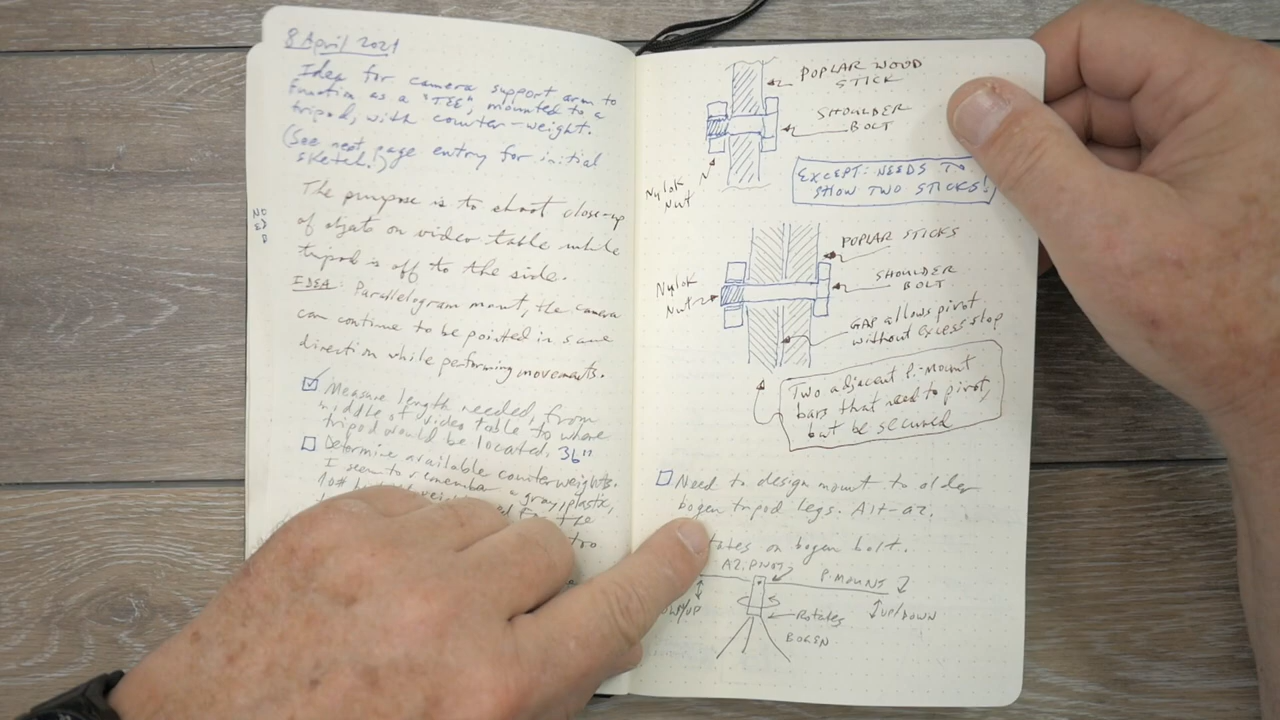 8 April 2021
Idea for camera support arm to
function as a "TEE", mounted to a
tripod, with counter-weight.
(See next page entry for initial
sketch!)
The purpose is to shoot close-up
of objets on video table while
tripod is off to the side.
IDEA: Parallelogram mount, the camera
can continue to be pointed in same
direction while performing movements.
Measure length needed, from
middle of video table to where
tripod would be located, 36"
Determine available counterweights.
I seem to remember a gray, plastic,
10#
the
POPLAR WOOD
STICK
SHOULDER
BOLT
Nylok
Nut
EXCEPT: NEEDS TO
SHOW TWO STICKS!
POPLAR STICKS
SHOULDER
BOLT
Nylok
Nut
GAP allows pivot
without excess slop
Two adjacent P-Mount
bars that need to pivot,
but be secured
Need to design mount to older
bogen tripod legs. Alt-az.
on bogen bolt.
AZ. PIVOT
P-MOUNT
UP/DOWN
Rotates
BOGEN